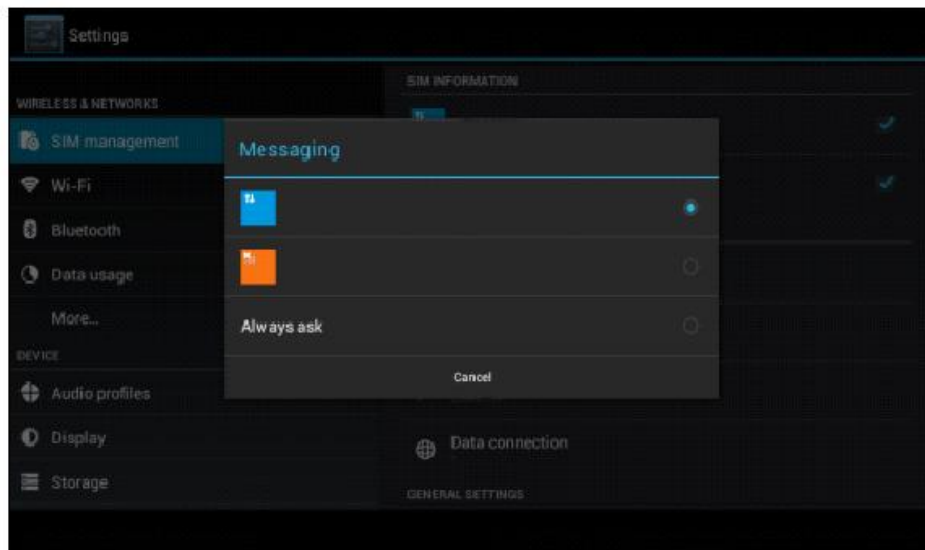 Settings
WIRELESS & NETWORKS
SIM management
Wi-Fi
Bluetooth
Data usage
More...
DEVICE
Audio profiles
Display
Storage
SIM INFORMATION
Messaging
Always ask
Cancel
Data connection
GENERAL SETTINGS